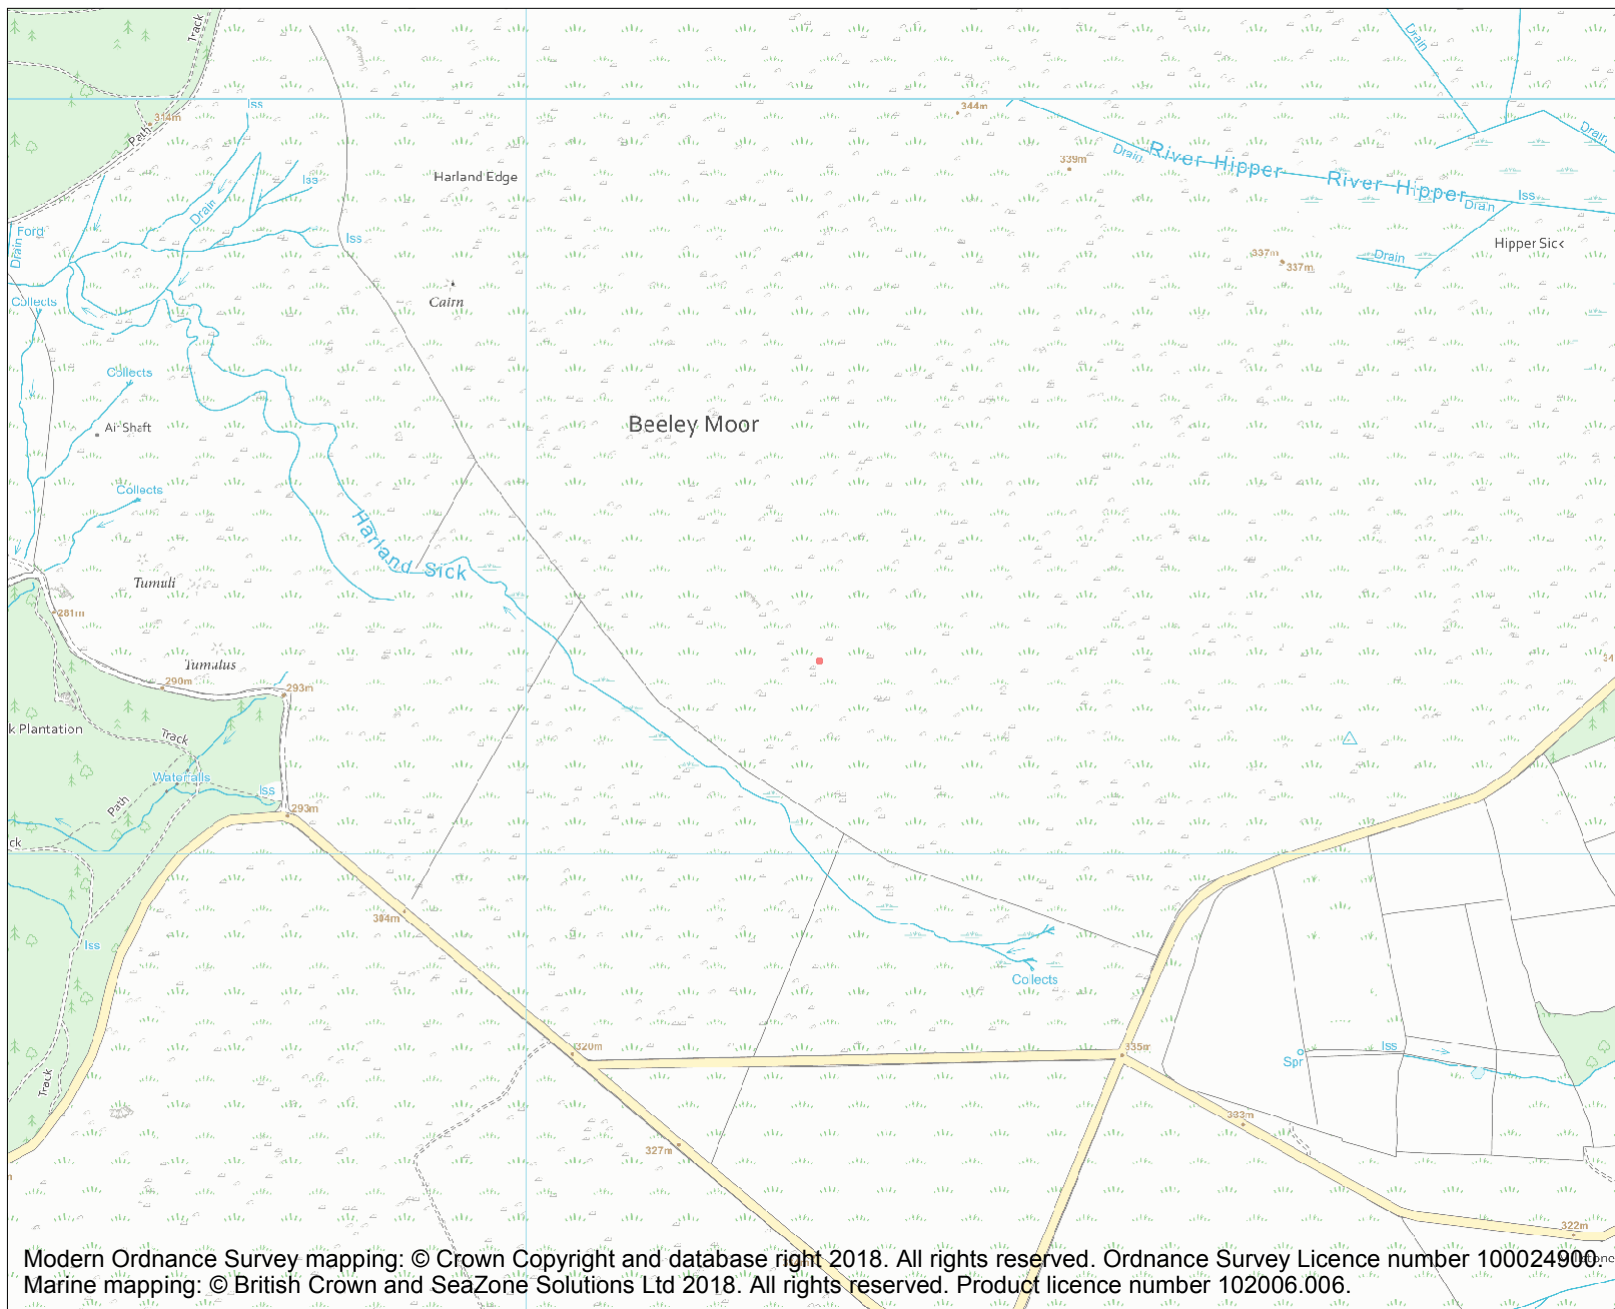 Track
Drain
Iss
344m
314m
Path
River Hipper
Drain
Drain
339m
River Hipper
Iss
Harland Edge
Iss
Drain
Drain
Ford
Drain
Iss
Hipper Sick
337m
337m
Drain
Collects
Cairn
Collects
Air Shaft
Beeley Moor
Collects
Harland Sick
Tumuli
281m
Tumulus
290m
293m
k Plantation
Track
Waterfalls
Iss
Path
293m
ck
304m
Iss
Collects
320m
335m
Iss
Spr
Track
333m
327m
322m
Modern Ordnance Survey mapping: © Crown Copyright and database right 2018. All rights reserved. Ordnance Survey Licence number 100024900.
Marine mapping: © British Crown and SeaZone Solutions Ltd 2018. All rights reserved. Product licence number 102006.006.